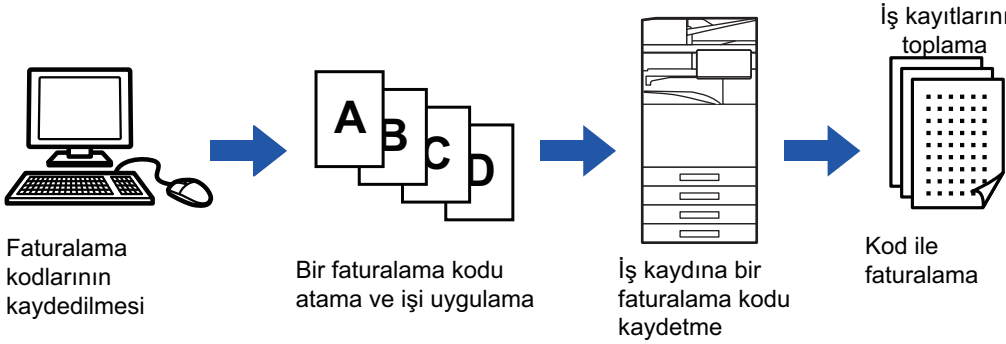 Faturalama
kodlarının
kaydedilmesi
A
B
C
D
Bir faturalama kodu
atama ve işi uygulama
İş kaydına bir
faturalama kodu
kaydetme
İş kayıtlarını
toplama
Kod ile
faturalama